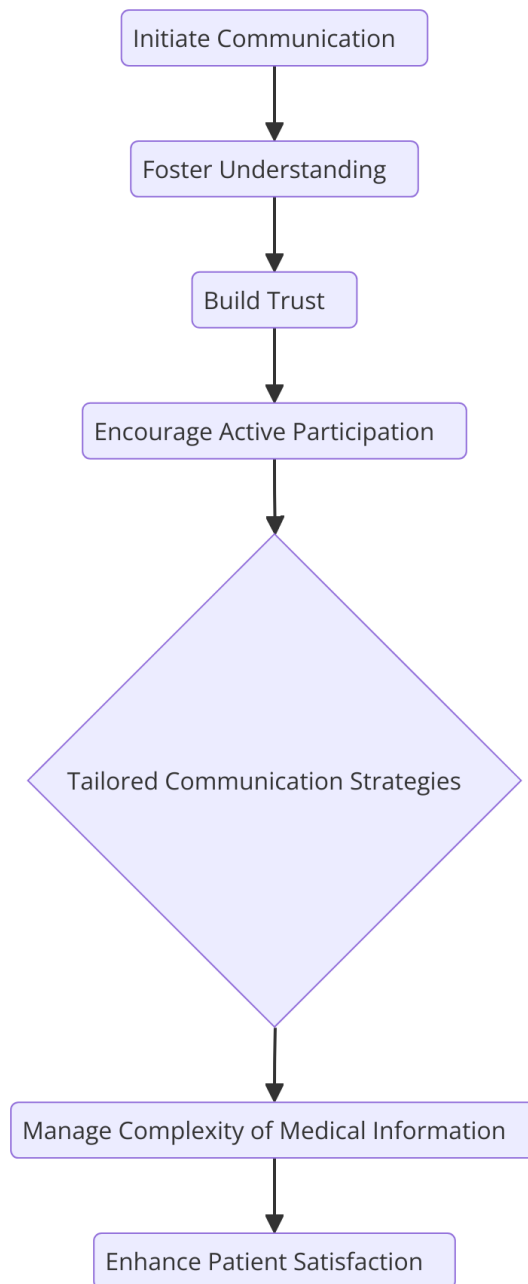 Initiate Communication
Foster Understanding
Build Trust
Encourage Active Participation
Tailored Communication Strategies
Manage Complexity of Medical Information
Enhance Patient Satisfaction